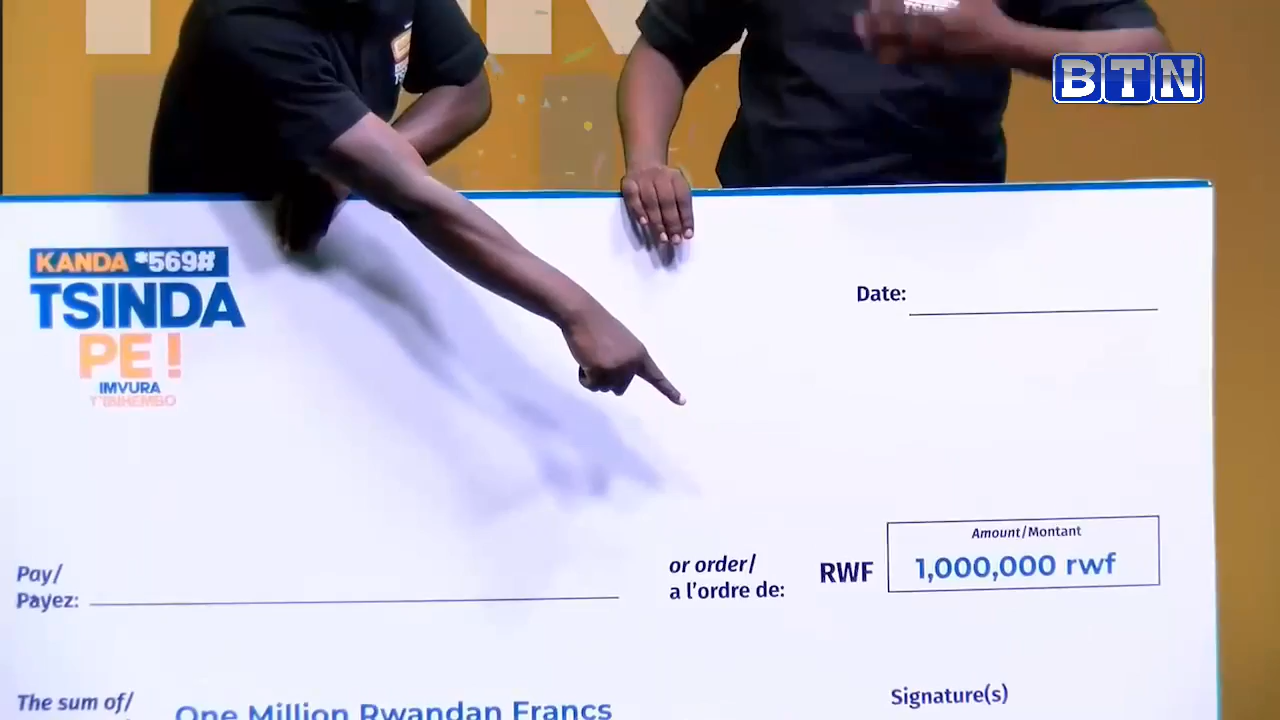 BTN
KANDA *569#
TSINDA
PE !
IMVURA
Y'IBIHEMBO
Date:
Amount/Montant
RWF 1,000,000 rwf
or order/
a l'ordre de:
Pay/
Payez:
The sum of/ One Million Rwandan Francs
Signature(s)